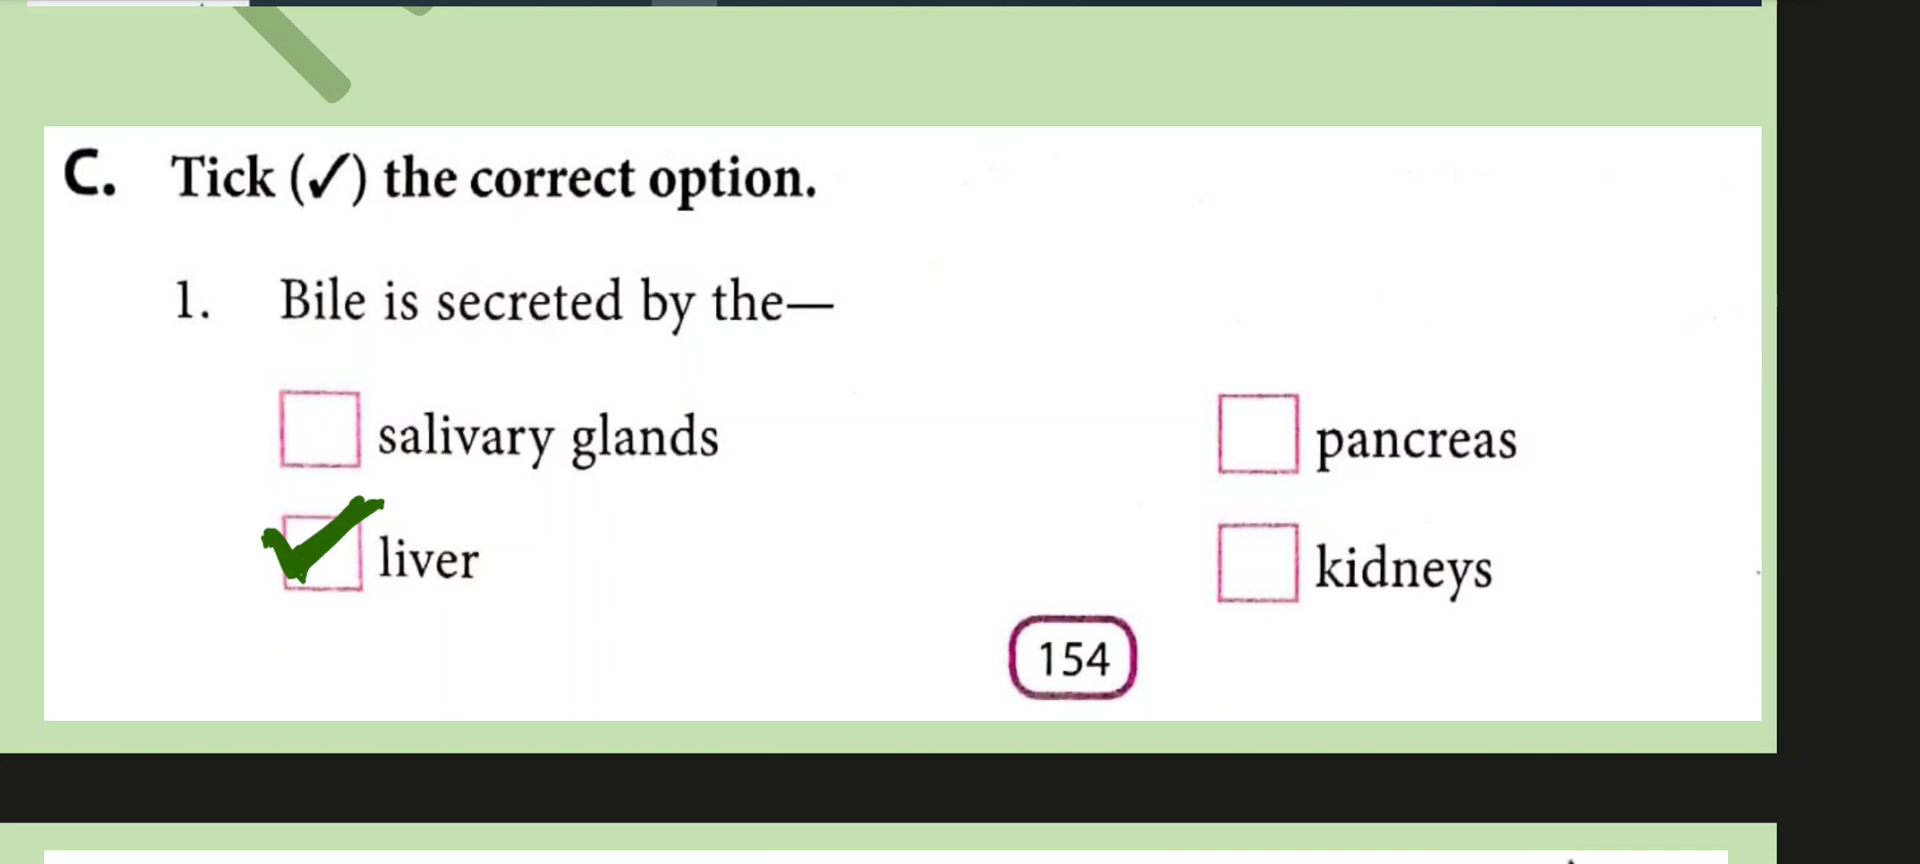 C. Tick (✓) the correct option.
1. Bile is secreted by the—
salivary glands
pancreas
liver
kidneys
154